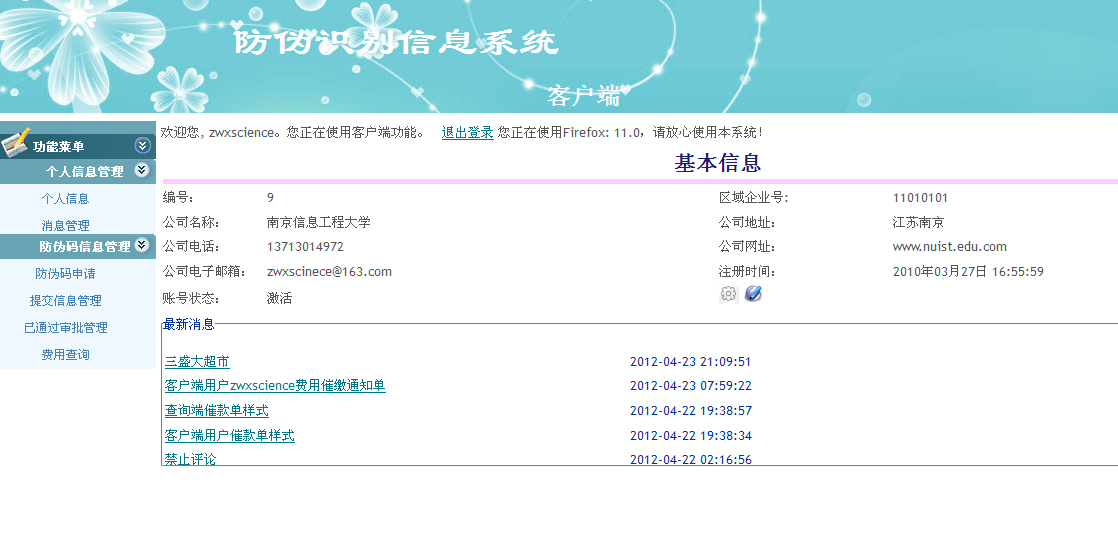 防伪识别信息系统
客户端
功能菜单
个人信息管理
个人信息
消息管理
防伪码信息管理
防伪码申请
提交信息管理
已通过审批管理
费用查询
欢迎您, zwxscience。您正在使用客户端功能。 退出登录 您正在使用Firefox: 11.0，请放心使用本系统!
基本信息
编号: 9 区域企业号: 11010101
公司名称: 南京信息工程大学 公司地址: 江苏南京
公司电话: 13713014972 公司网址: www.nuist.edu.com
公司电子邮箱: zwxscinece@163.com 注册时间: 2010年03月27日 16:55:59
账号状态: 激活
最新消息
三盛大超市 2012-04-23 21:09:51
客户端用户zwxscience费用催缴通知单 2012-04-23 07:59:22
查询端催款单样式 2012-04-22 19:38:57
客户端用户催款单样式 2012-04-22 19:38:34
禁止评论 2012-04-22 02:16:56